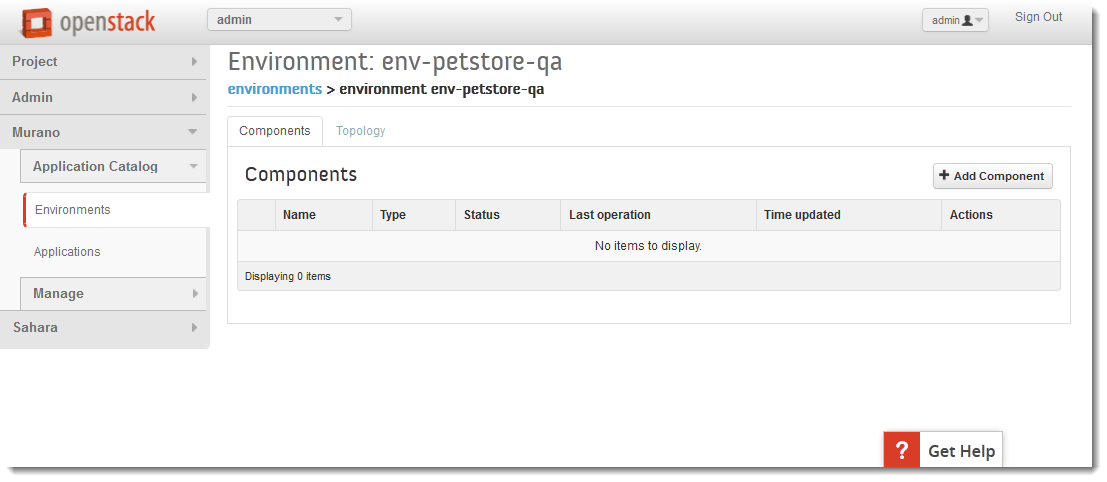 openstack
admin
admin
Sign Out
Project
Admin
Murano
Application Catalog
Environments
Applications
Manage
Sahara
Environment: env-petstore-qa
environments > environment env-petstore-qa
Components Topology
Components
+ Add Component
Name Type Status Last operation Time updated Actions
No items to display.
Displaying 0 items
? Get Help